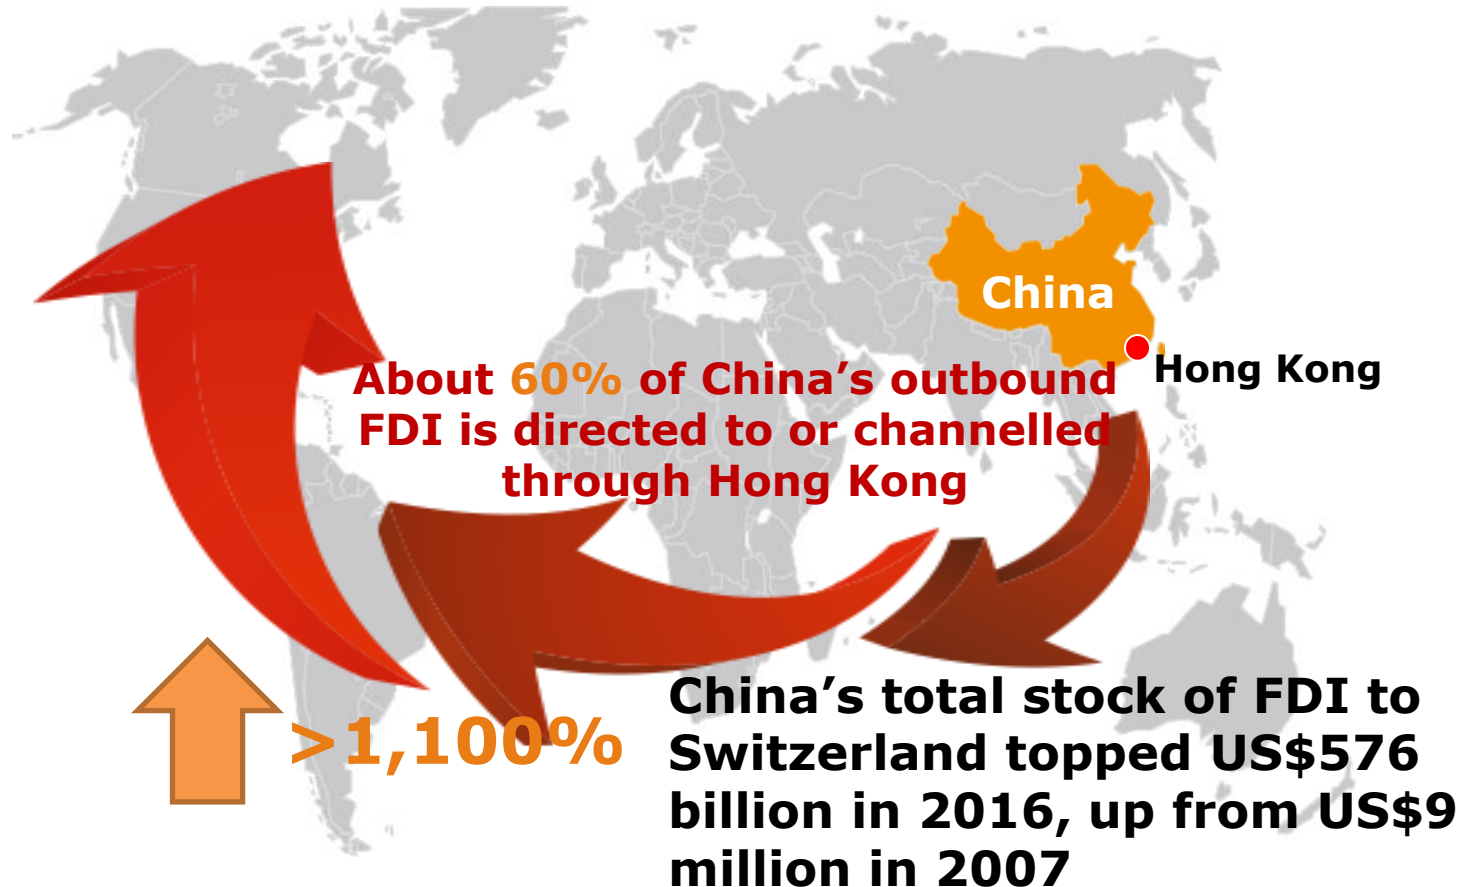 China
Hong Kong
About 60% of China’s outbound
FDI is directed to or channelled
through Hong Kong
>1,100%
China’s total stock of FDI to
Switzerland topped US$576
billion in 2016, up from US$9
million in 2007